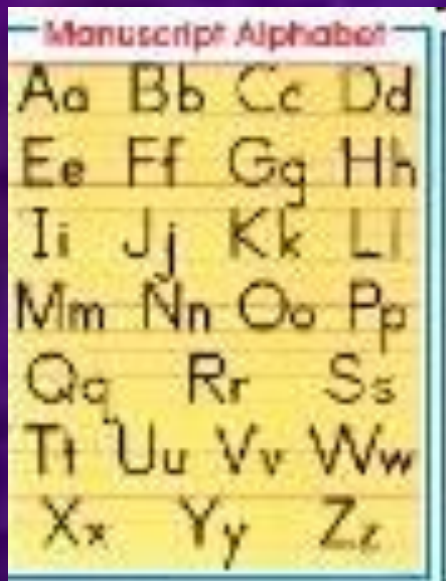 Manuscript Alphabet
Aa Bb Cc Dd
Ee Ff Gg Hh
Ii Jj Kk Ll
Mm Nn Oo Pp
Qq Rr Ss
Tt Uu Vv Ww
Xx Yy Zz